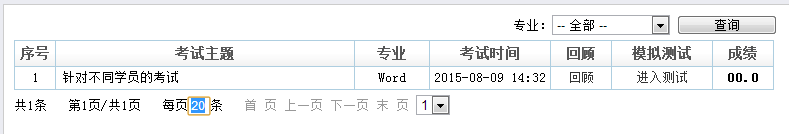 专业： -- 全部 -- 查询
序号 考试主题 专业 考试时间 回顾 模拟测试 成绩
1 针对不同学员的考试 Word 2015-08-09 14:32 回顾 进入测试 00.0
共1条 第1页/共1页 每页20条 首 页 上一页 下一页 末 页 1